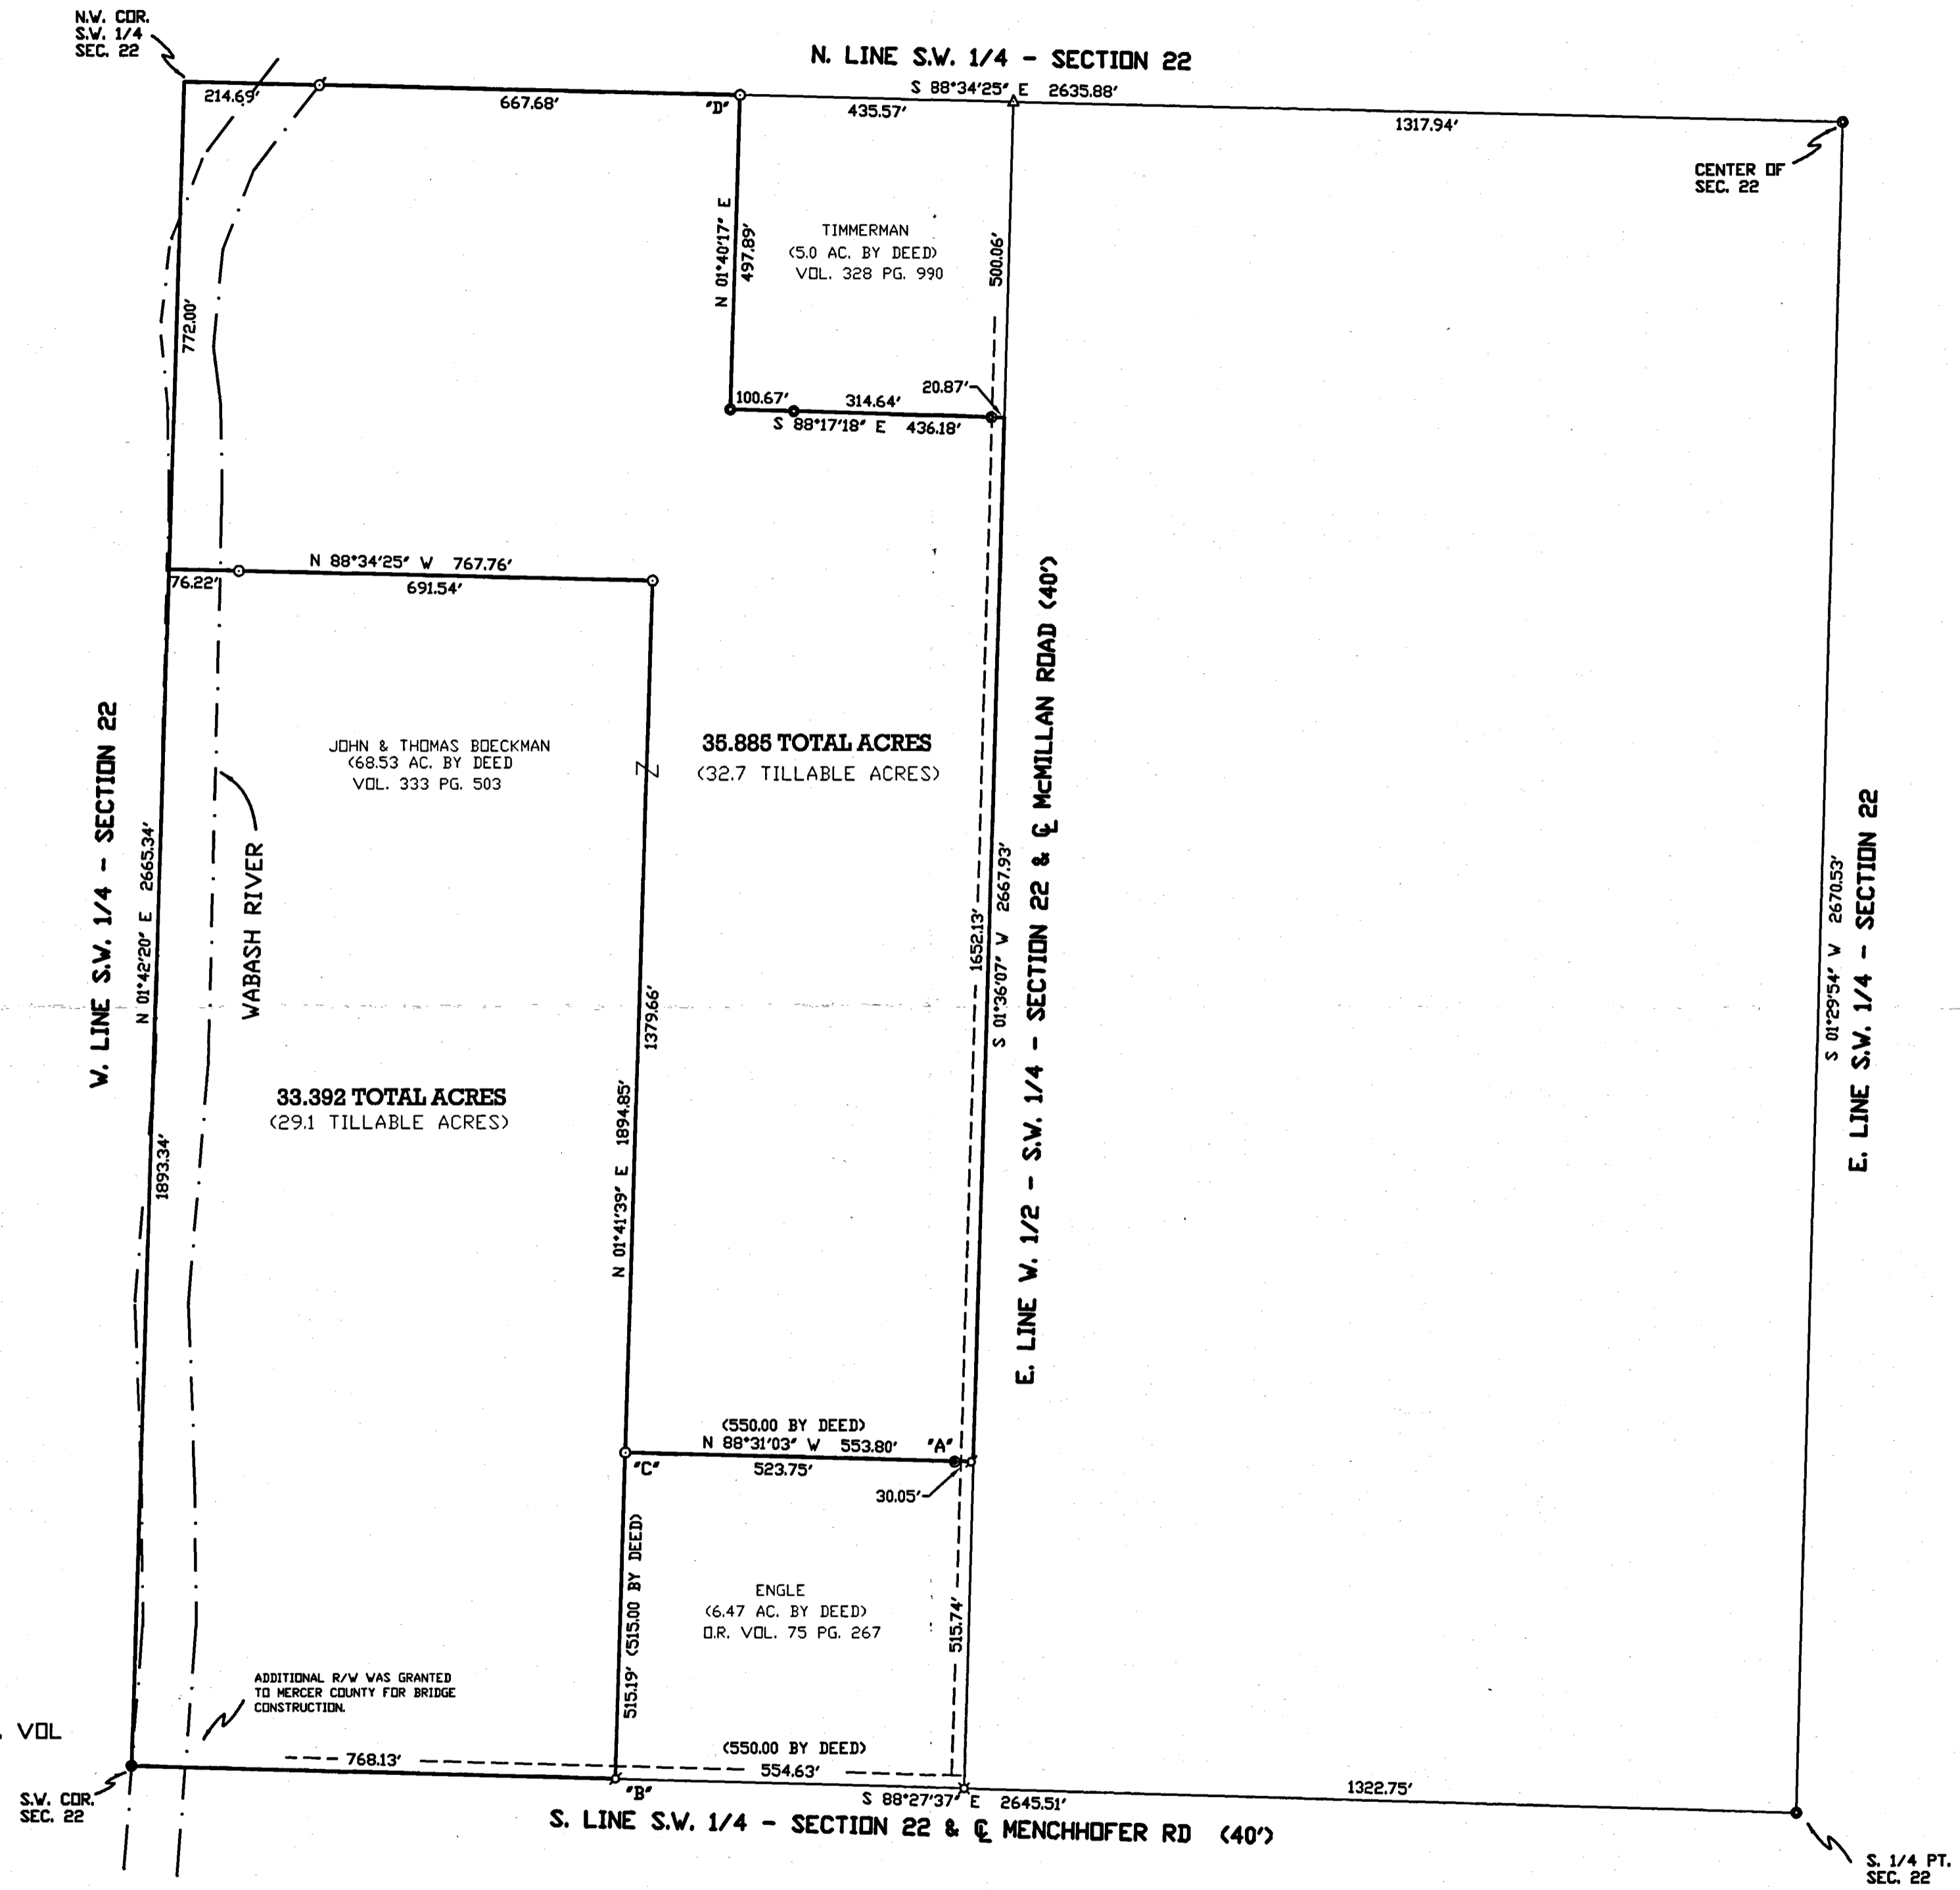 N.W. COR.
S.W. 1/4
SEC. 22
N. LINE S.W. 1/4 - SECTION 22
S 88°34'25" E 2635.88'
214.69'
667.68'
"D"
435.57'
1317.94'
CENTER OF
SEC. 22
N 01°40'17" E
497.89'
TIMMERMAN
(5.0 AC. BY DEED)
VOL. 328 PG. 990
500.06'
772.00'
20.87'
100.67'
314.64'
S 88°17'18" E 436.18'
N 88°34'25" W 767.76'
76.22'
691.54'
W. LINE S.W. 1/4 - SECTION 22
N 01°42'20" E 2665.34'
JOHN & THOMAS BOECKMAN
(68.53 AC. BY DEED
VOL. 333 PG. 503
35.885 TOTAL ACRES
(32.7 TILLABLE ACRES)
WABASH RIVER
1379.66'
N 01°41'39" E 1894.85'
1652.13'
S 01°36'07" W 2667.93'
E. LINE W. 1/2 - S.W. 1/4 - SECTION 22 & ℄ McMILLAN ROAD (40')
S 01°29'54" W 2670.53'
E. LINE S.W. 1/4 - SECTION 22
33.392 TOTAL ACRES
(29.1 TILLABLE ACRES)
1893.34'
(550.00 BY DEED)
N 88°31'03" W 553.80'
"A"
"C"
523.75'
30.05'
515.19' (515.00 BY DEED)
ENGLE
(6.47 AC. BY DEED)
O.R. VOL. 75 PG. 267
515.74'
ADDITIONAL R/W WAS GRANTED
TO MERCER COUNTY FOR BRIDGE
CONSTRUCTION.
. VOL
768.13'
(550.00 BY DEED)
554.63'
"B"
S 88°27'37" E 2645.51'
1322.75'
S.W. COR.
SEC. 22
S. LINE S.W. 1/4 - SECTION 22 & ℄ MENCHHOFER RD (40')
S. 1/4 PT.
SEC. 22